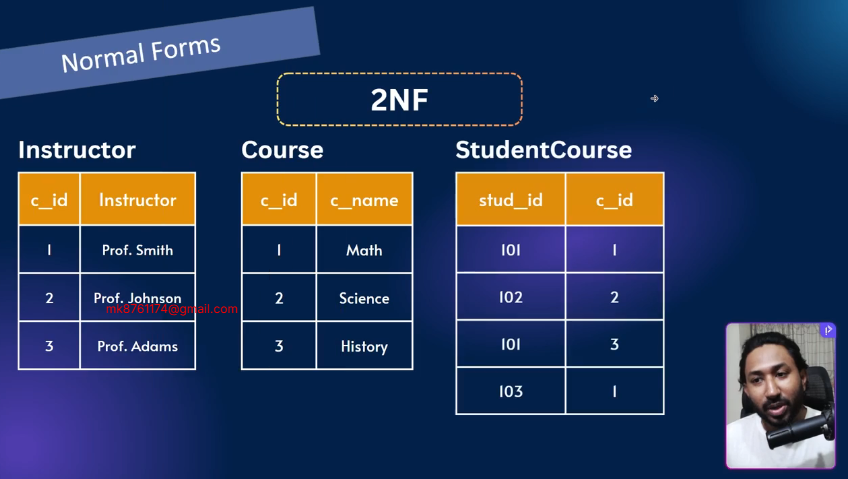 Normal Forms
2NF
Instructor
c_id Instructor
1 Prof. Smith
2 Prof. Johnson
3 Prof. Adams
mk8761174@gmail.com
Course
c_id c_name
1 Math
2 Science
3 History
StudentCourse
stud_id c_id
101 1
102 2
101 3
103 1